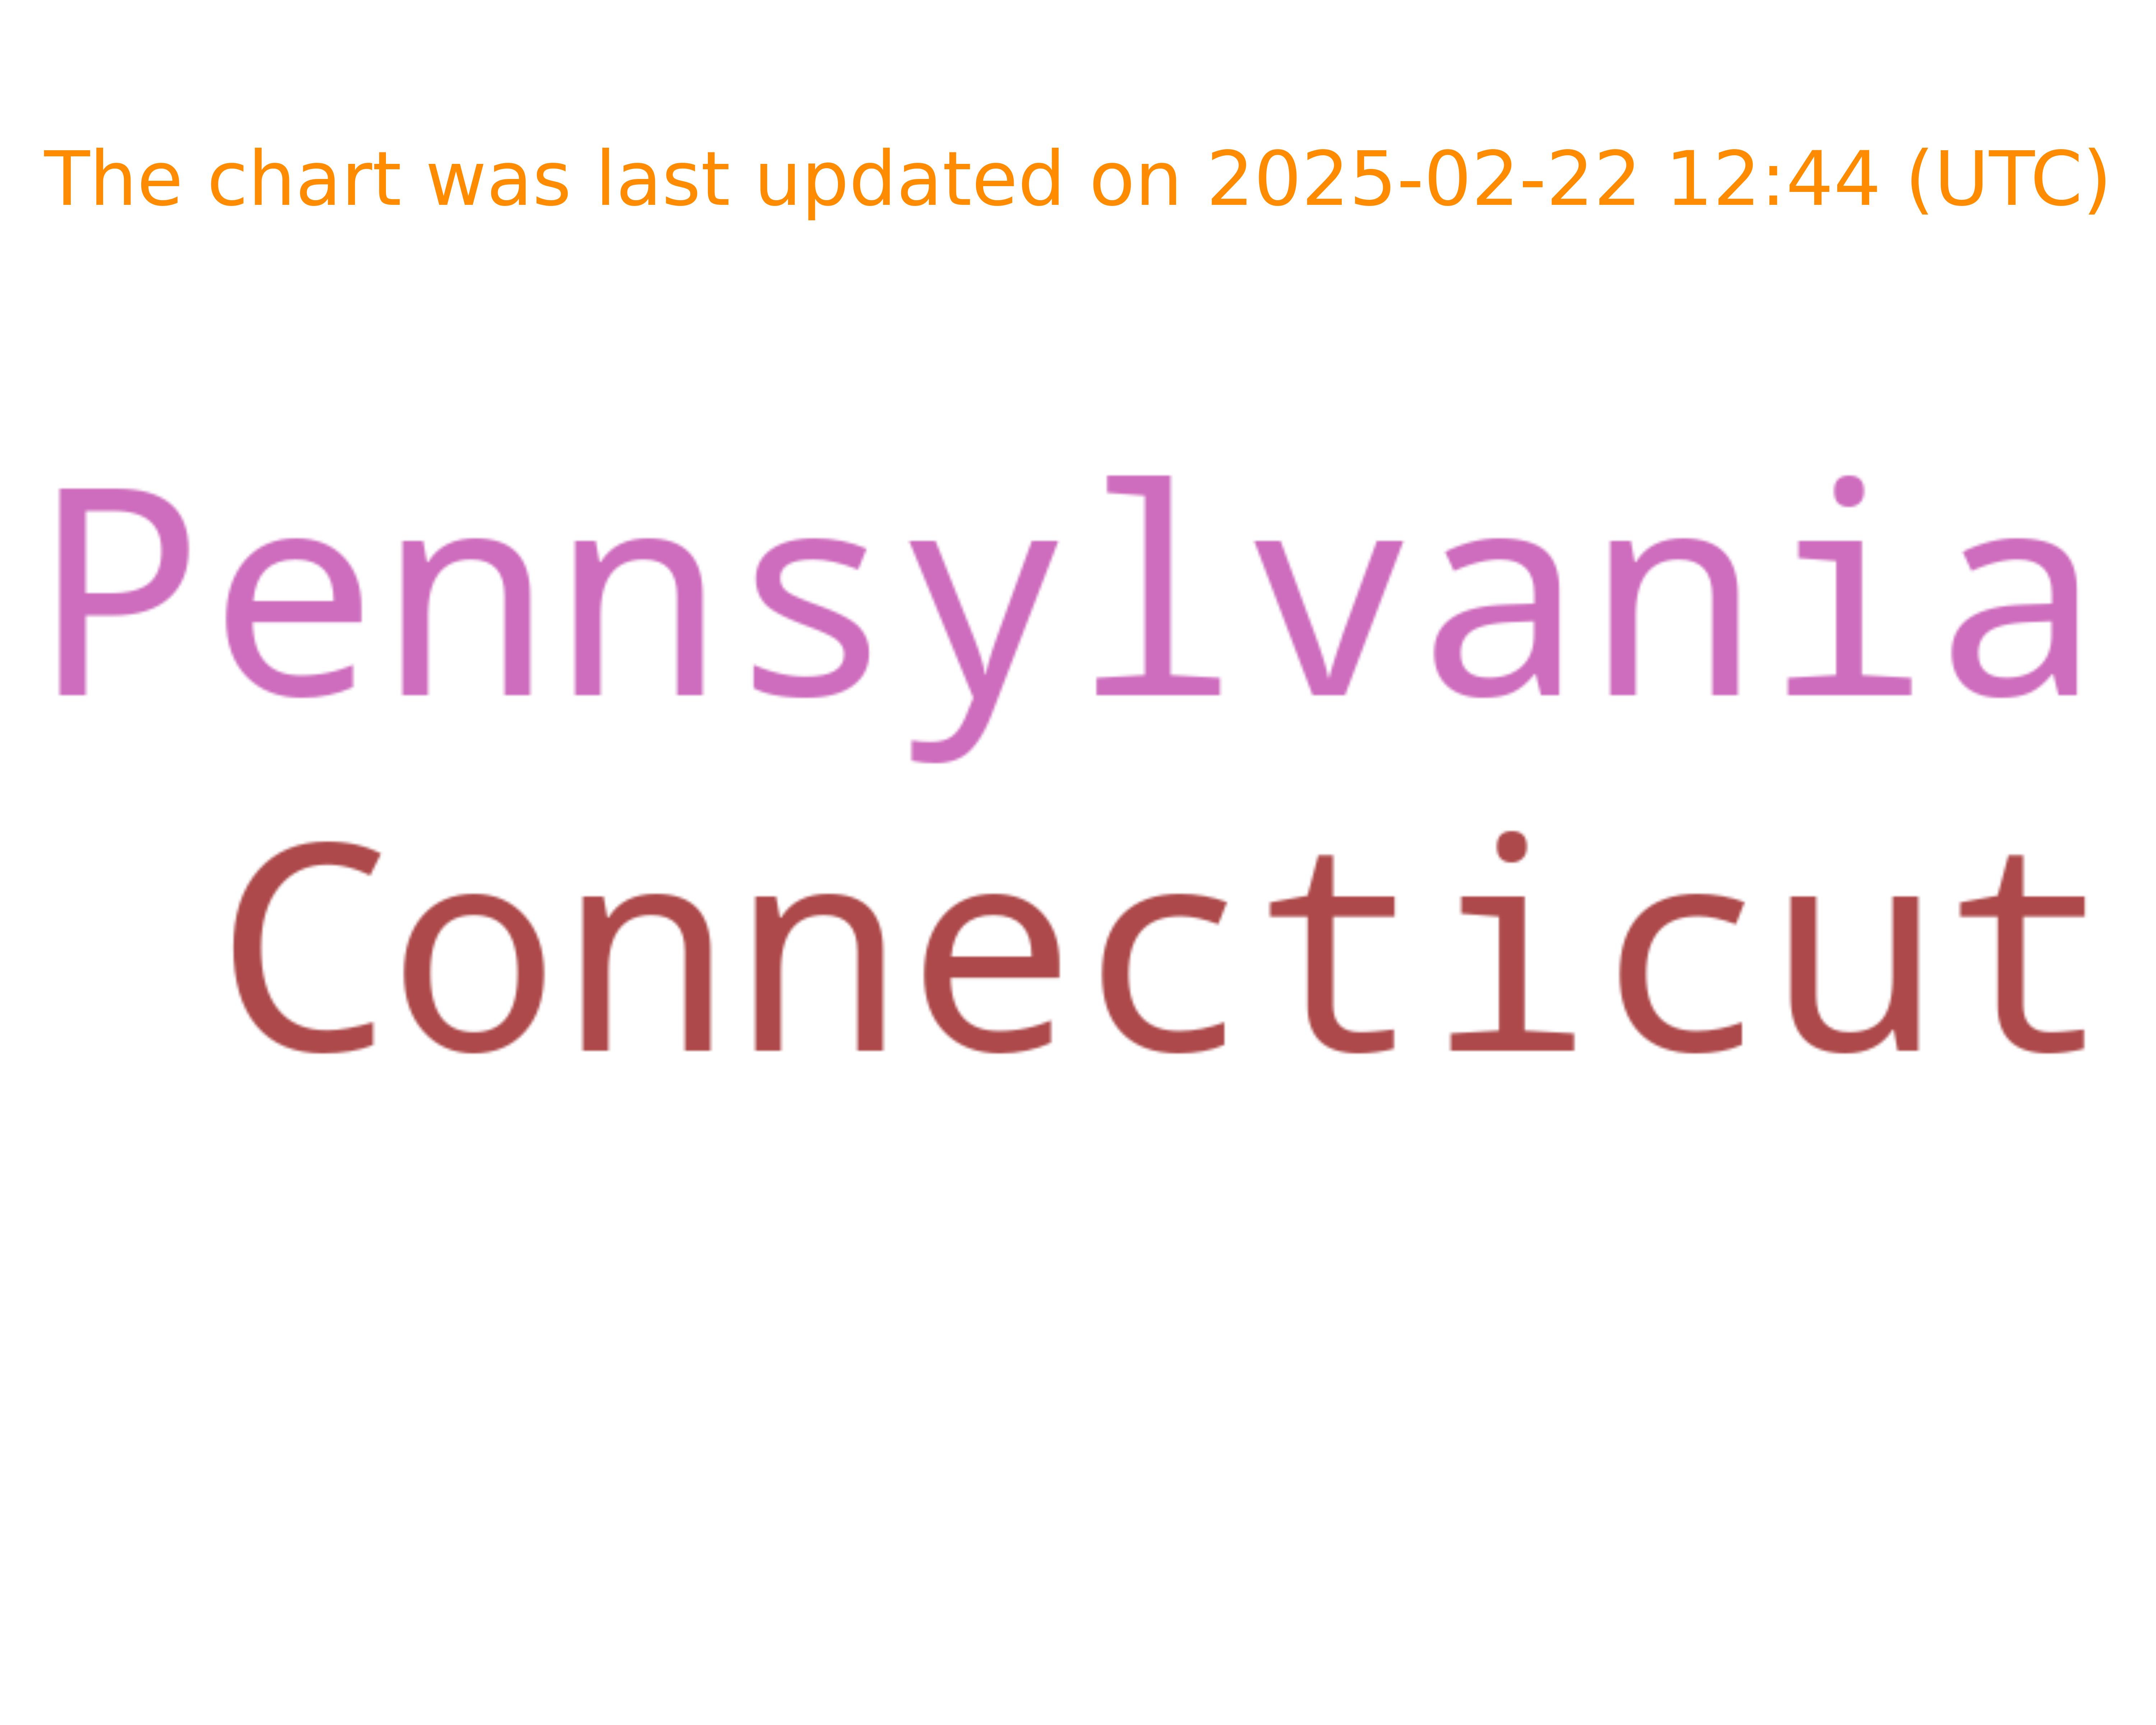 The chart was last updated on 2025-02-22 12:44 (UTC)
Pennsylvania
Connecticut